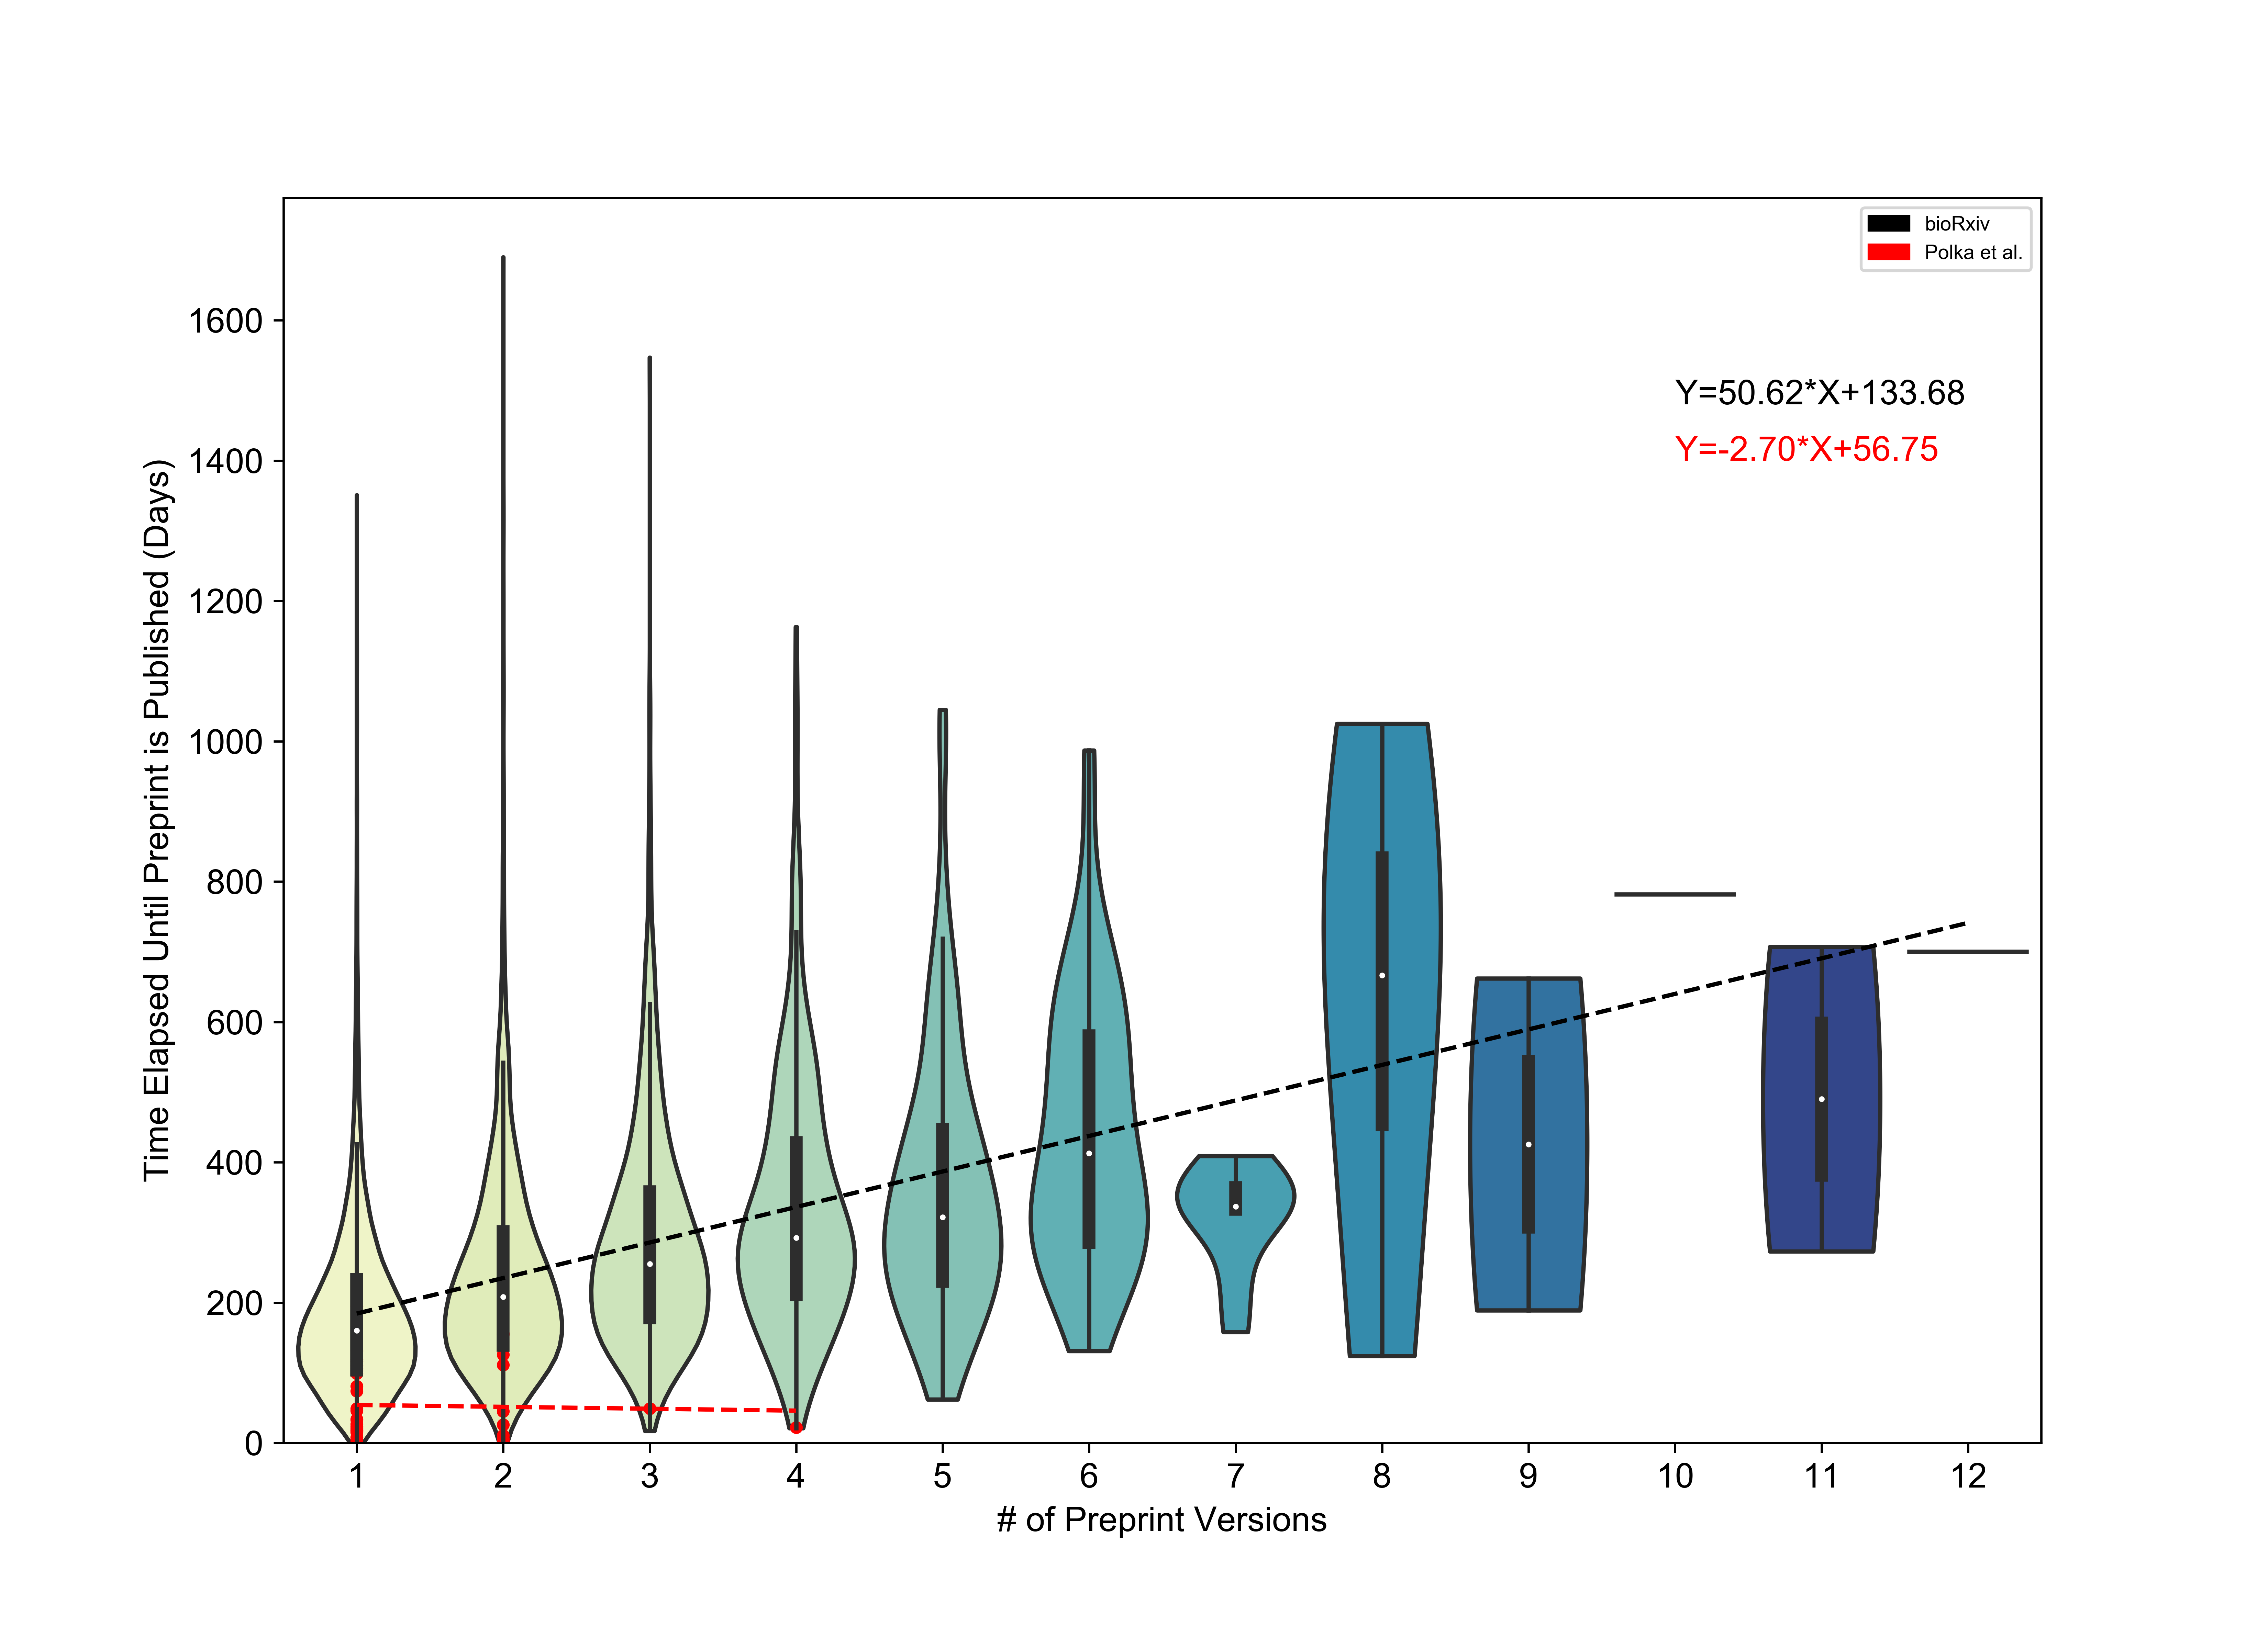 bioRxiv
Polka et al.
Y=50.62*X+133.68
Y=-2.70*X+56.75
Time Elapsed Until Preprint is Published (Days)
1600
1400
1200
1000
800
600
400
200
0
1 2 3 4 5 6 7 8 9 10 11 12
# of Preprint Versions